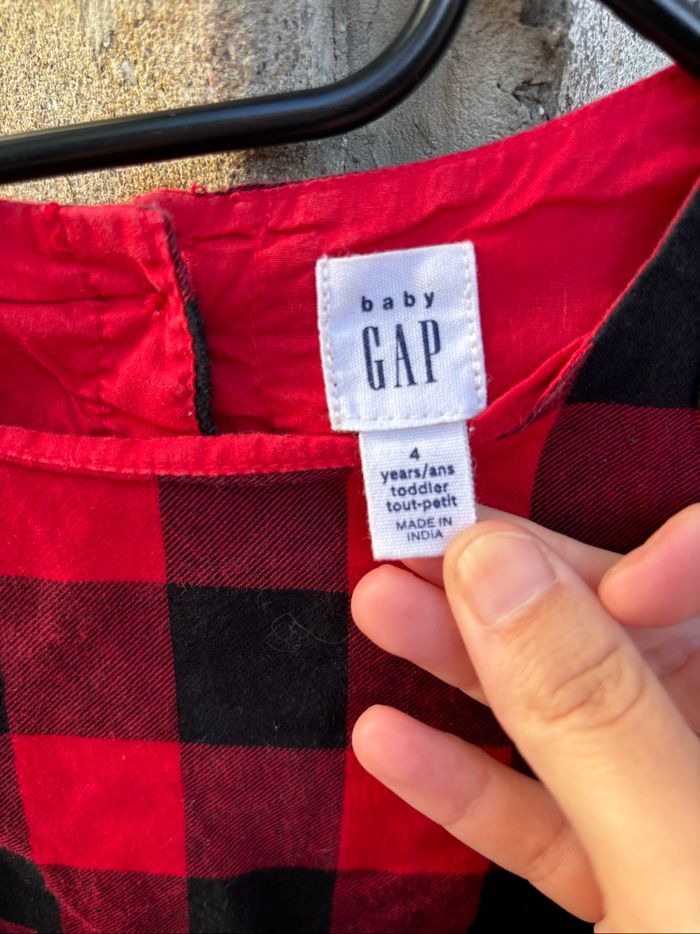 baby
GAP
4
years/ans
toddler
tout-petit
MADE IN
INDIA